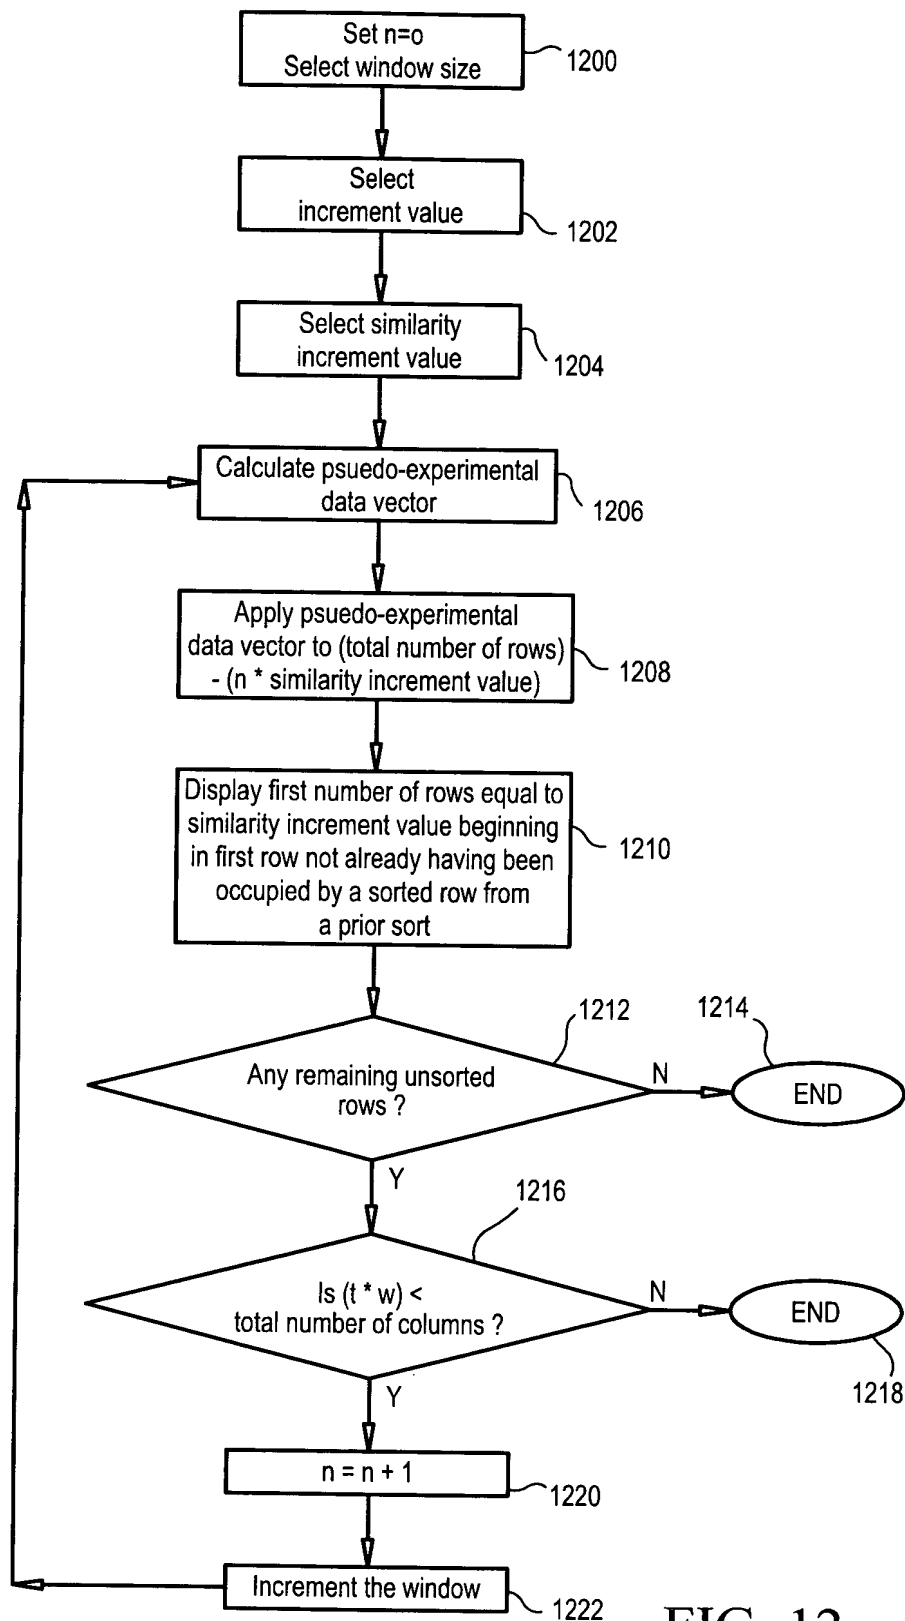 Set n=o
Select window size
1200
Select
increment value
1202
Select similarity
increment value
1204
Calculate psuedo-experimental
data vector
1206
Apply psuedo-experimental
data vector to (total number of rows)
- (n * similarity increment value)
1208
Display first number of rows equal to
similarity increment value beginning
in first row not already having been
occupied by a sorted row from
a prior sort
1210
1212
Any remaining unsorted
rows ?
N
1214
END
Y
1216
Is (t * w) <
total number of columns ?
N
END
1218
Y
n = n + 1
1220
Increment the window
1222